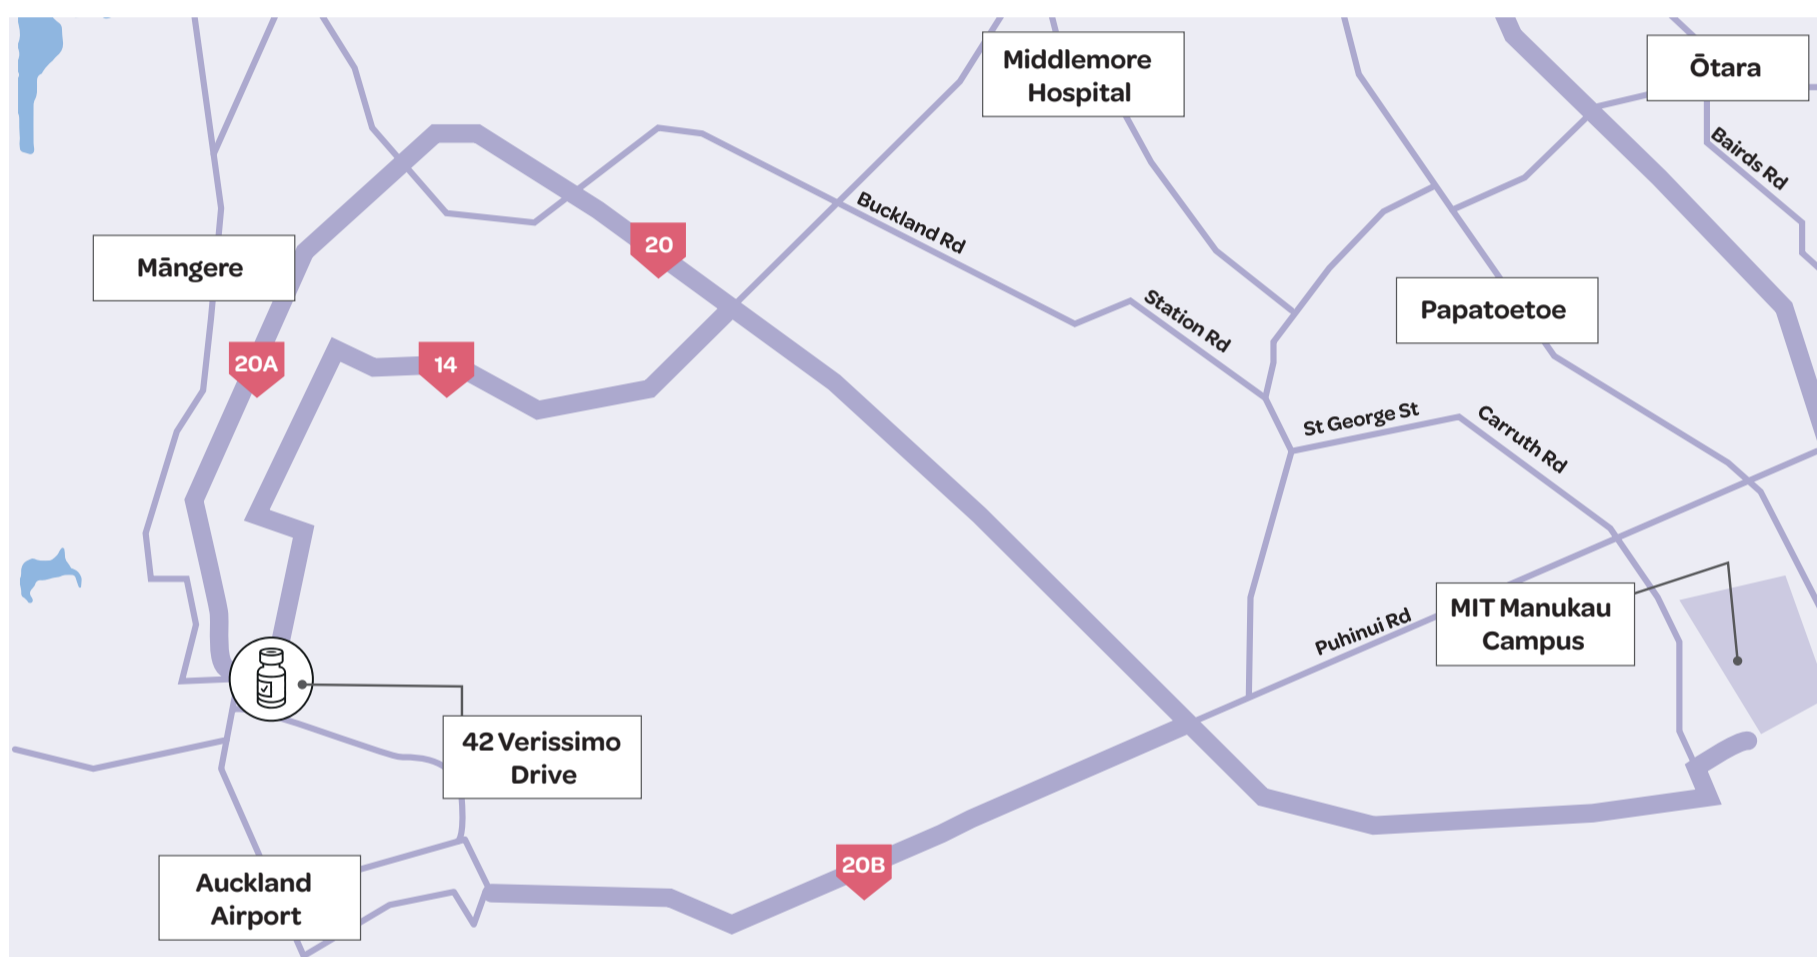 Middlemore
Hospital
Ōtara
Bairds Rd
Māngere
20
Buckland Rd
Station Rd
Papatoetoe
20A
14
St George St
Carruth Rd
MIT Manukau
Campus
Puhinui Rd
42 Verissimo
Drive
20B
Auckland
Airport